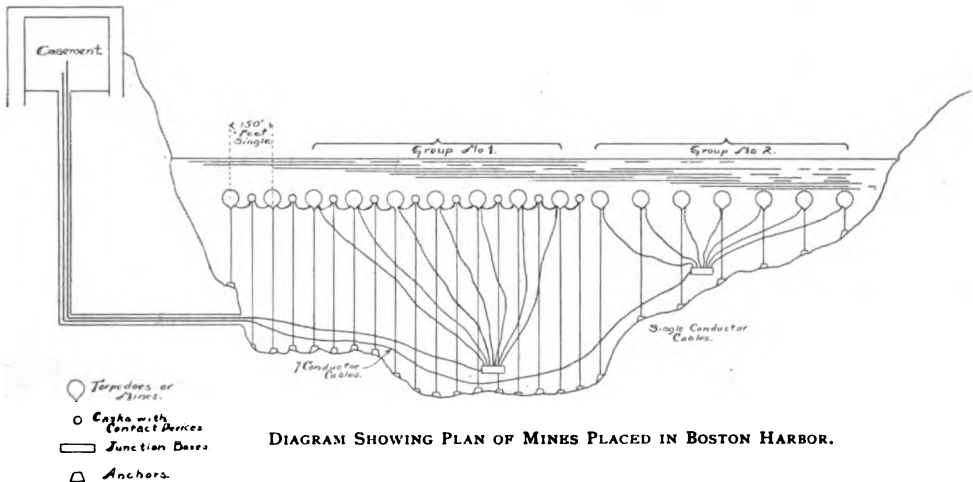 Casement.
150'
Feet
Single.
Group No 1.
Group No. 2.
Single Conductor
Cables.
7 Conductor
Cables.
Torpedoes or
Mines.
Casks with
Contact Devices
Junction Boxes.
Anchors.
DIAGRAM SHOWING PLAN OF MINES PLACED IN BOSTON HARBOR.